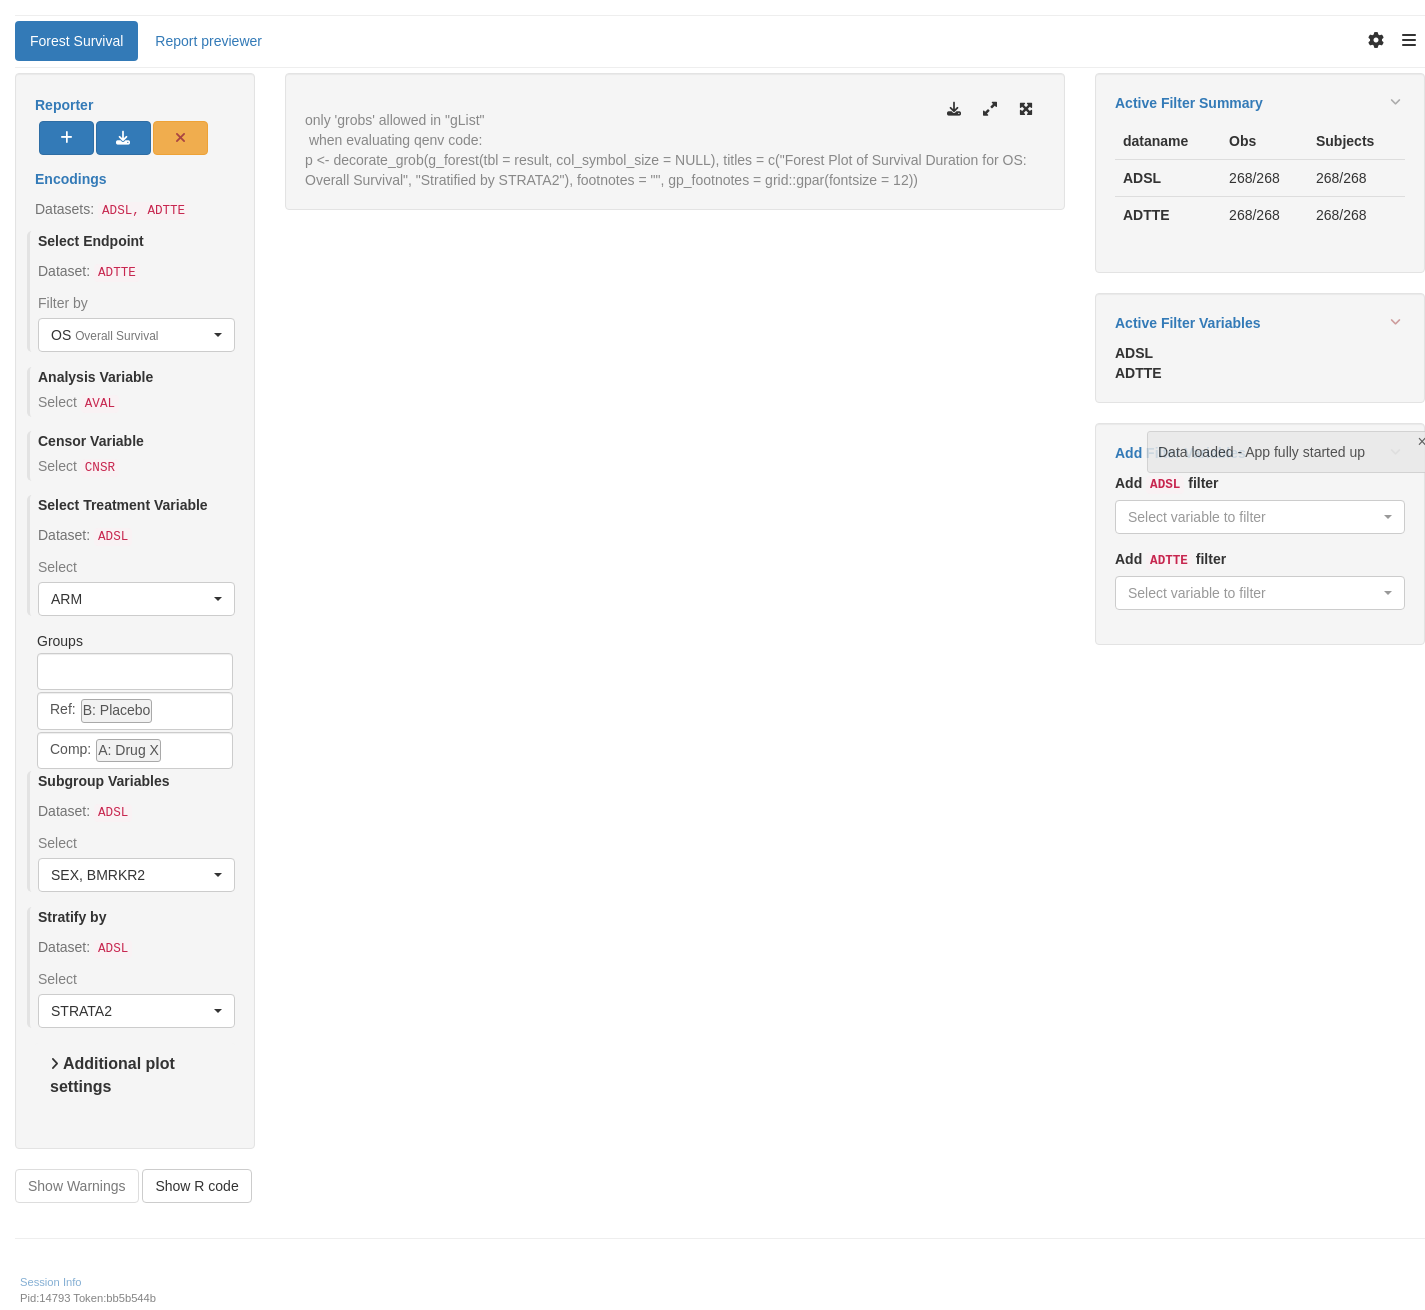 Forest Survival
Report previewer
Reporter
Encodings
Datasets: ADSL, ADTTE
Select Endpoint
Dataset: ADTTE
Filter by
OS Overall Survival
Analysis Variable
Select AVAL
Censor Variable
Select CNSR
Select Treatment Variable
Dataset: ADSL
Select
ARM
Groups
Ref: B: Placebo
Comp: A: Drug X
Subgroup Variables
Dataset: ADSL
Select
SEX, BMRKR2
Stratify by
Dataset: ADSL
Select
STRATA2
Additional plot
settings
Show Warnings
Show R code
only 'grobs' allowed in "gList"
when evaluating qenv code:
p <- decorate_grob(g_forest(tbl = result, col_symbol_size = NULL), titles = c("Forest Plot of Survival Duration for OS:
Overall Survival", "Stratified by STRATA2"), footnotes = "", gp_footnotes = grid::gpar(fontsize = 12))
Active Filter Summary
dataname Obs Subjects
ADSL 268/268 268/268
ADTTE 268/268 268/268
Active Filter Variables
ADSL
ADTTE
Add
Data loaded - App fully started up
×
Add ADSL filter
Select variable to filter
Add ADTTE filter
Select variable to filter
Session Info
Pid:14793 Token:bb5b544b